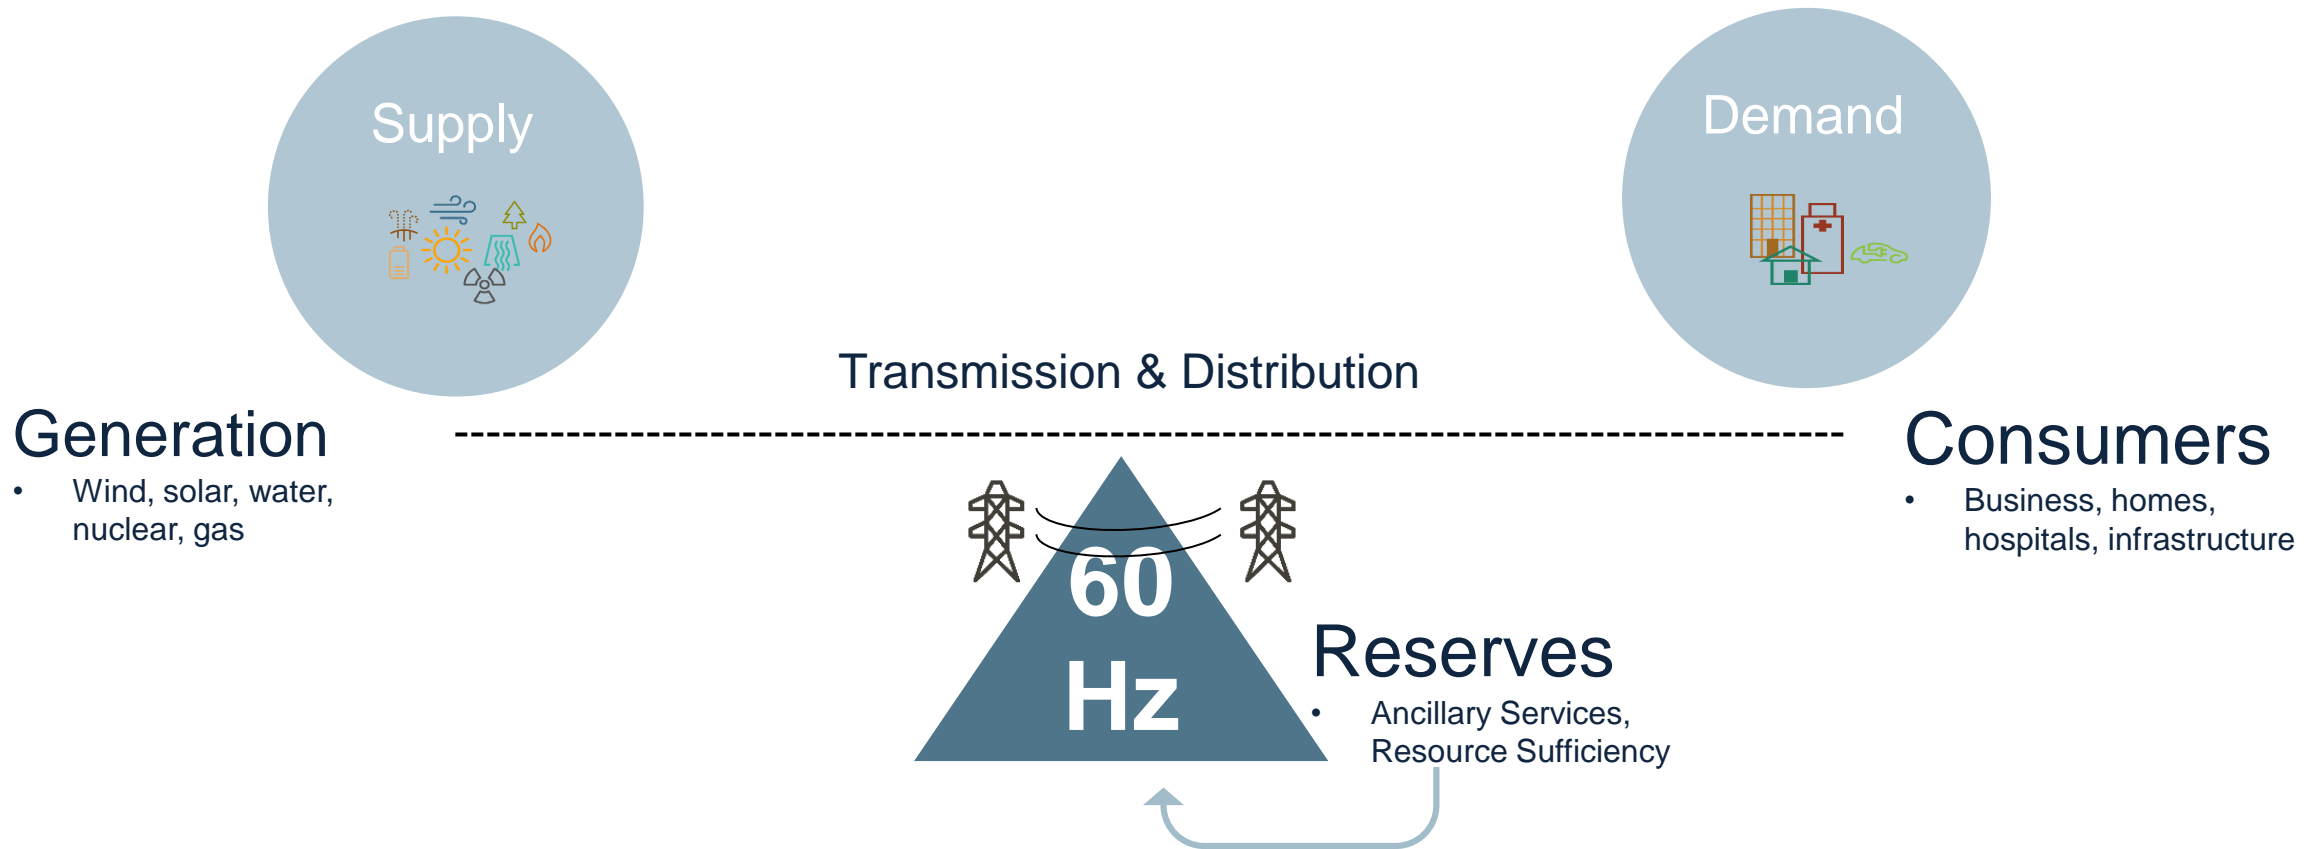 Supply
Demand
Transmission & Distribution
Generation
• Wind, solar, water,
nuclear, gas
Consumers
• Business, homes,
hospitals, infrastructure
60
Hz
Reserves
• Ancillary Services,
Resource Sufficiency